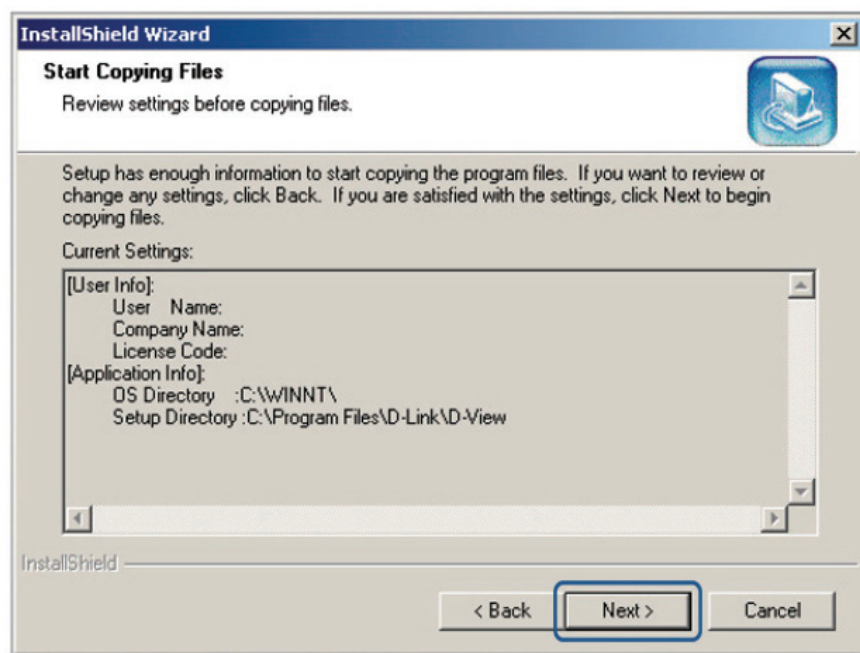 InstallShield Wizard
Start Copying Files
Review settings before copying files.
Setup has enough information to start copying the program files. If you want to review or
change any settings, click Back. If you are satisfied with the settings, click Next to begin
copying files.
Current Settings:
[User Info]:
User Name:
Company Name:
License Code:
[Application Info]:
OS Directory :C:\WINNT\
Setup Directory :C:\Program Files\D-Link\D-View
InstallShield
< Back Next > Cancel